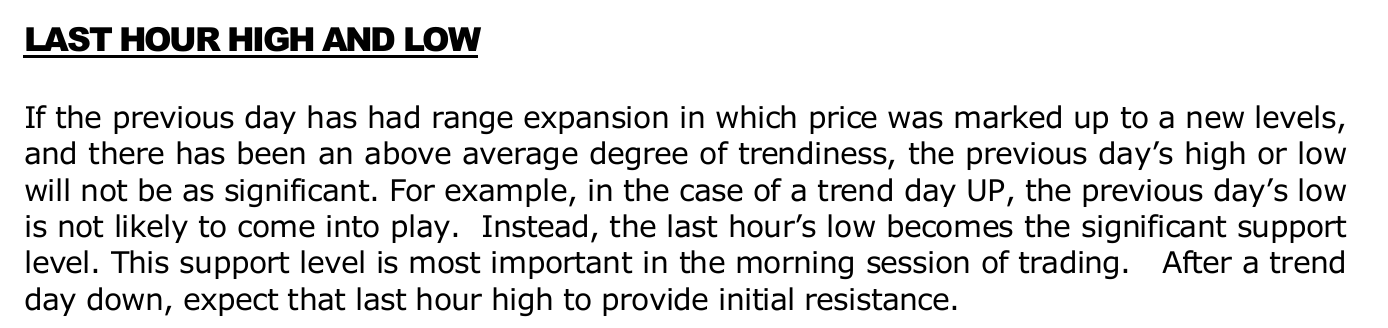 LAST HOUR HIGH AND LOW
If the previous day has had range expansion in which price was marked up to a new levels,
and there has been an above average degree of trendiness, the previous day’s high or low
will not be as significant. For example, in the case of a trend day UP, the previous day’s low
is not likely to come into play.  Instead, the last hour’s low becomes the significant support
level. This support level is most important in the morning session of trading.   After a trend
day down, expect that last hour high to provide initial resistance.